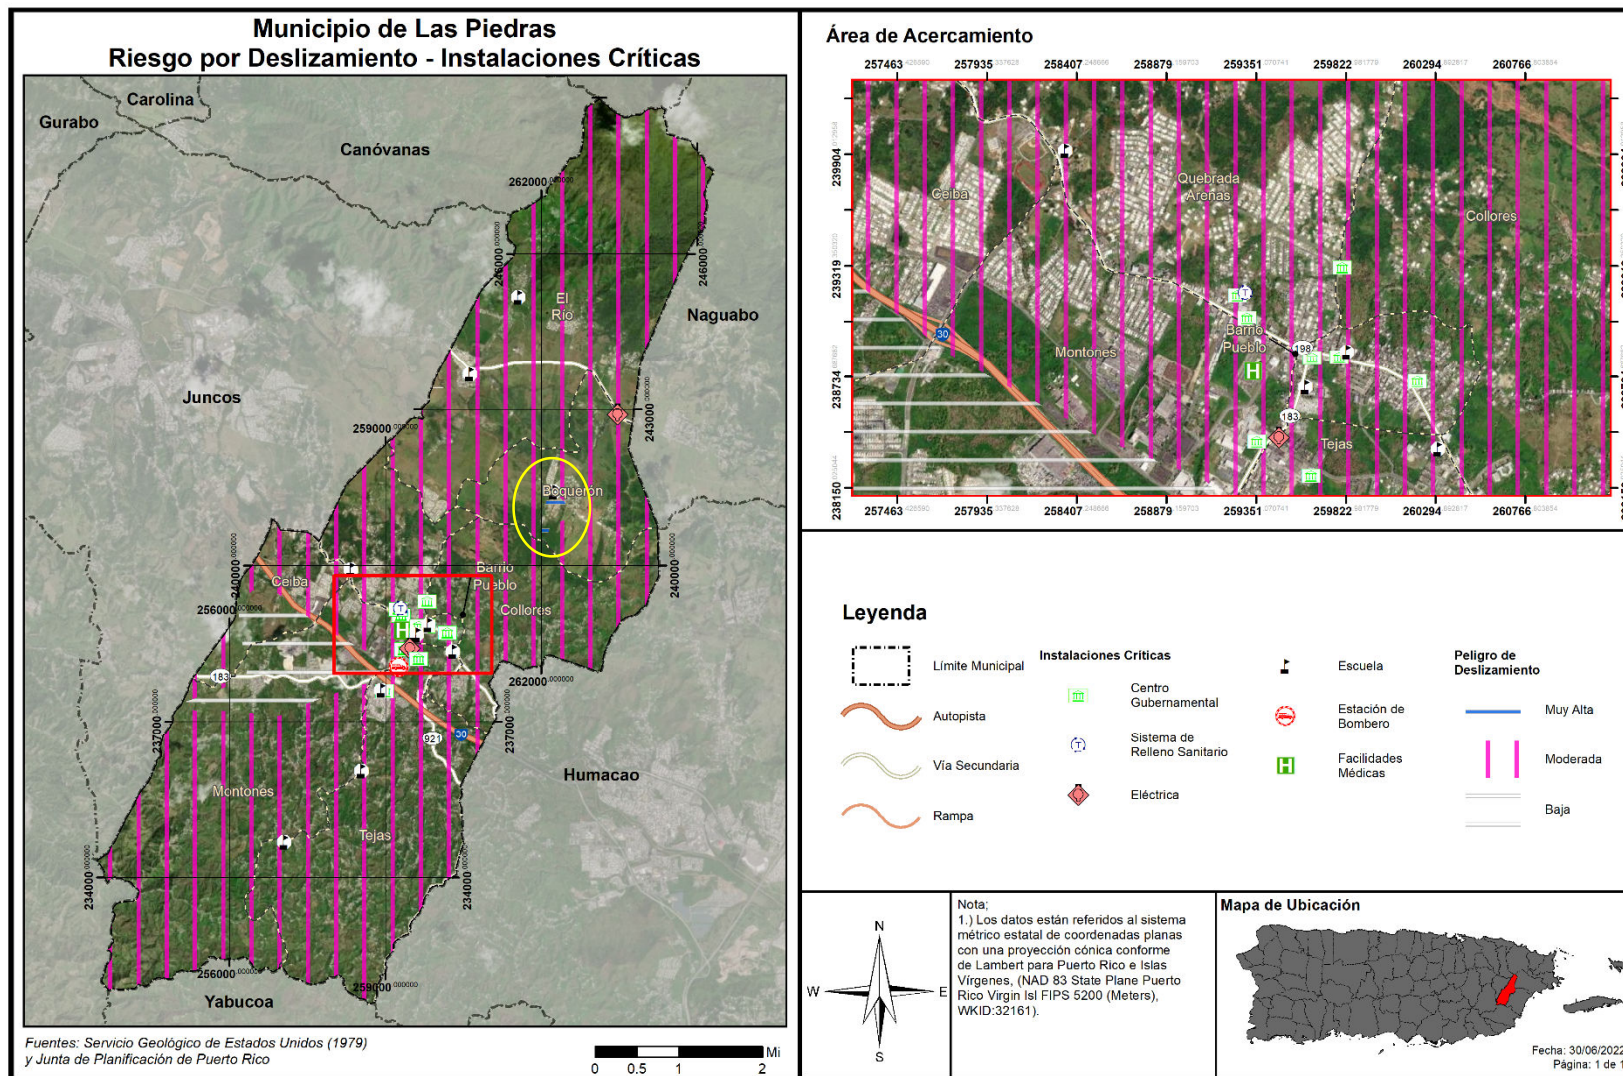 Municipio de Las Piedras
Riesgo por Deslizamiento - Instalaciones Críticas
Carolina
Gurabo
Canóvanas
262000
246000
246000
El
Río
Naguabo
Juncos
243000
259000
Boquerón
240000
240000
Ceiba
Barrio
Pueblo
256000
Collores
183
262000
237000
237000
30
921
Humacao
Montones
Tejas
234000
234000
256000
259000
Yabucoa
Fuentes: Servicio Geológico de Estados Unidos (1979)
y Junta de Planificación de Puerto Rico
Mi
0 0.5 1 2
Área de Acercamiento
257463 257935 258407 258879 259351 259822 260294 260766
239904
Ceiba
Quebrada
Arenas
Collores
239319
30
Montones
Barrio
Pueblo
198
238734
183
Tejas
238150
257463 257935 258407 258879 259351 259822 260294 260766
Leyenda
Límite Municipal
Autopista
Vía Secundaria
Rampa
Instalaciones Críticas
Centro
Gubernamental
Sistema de
Relleno Sanitario
Eléctrica
Escuela
Estación de
Bombero
Facilidades
Médicas
Peligro de
Deslizamiento
Muy Alta
Moderada
Baja
N
W E
S
Nota;
1.) Los datos están referidos al sistema
métrico estatal de coordenadas planas
con una proyección cónica conforme
de Lambert para Puerto Rico e Islas
Vírgenes, (NAD 83 State Plane Puerto
Rico Virgin Isl FIPS 5200 (Meters),
WKID:32161).
Mapa de Ubicación
Fecha: 30/06/2022
Página: 1 de 1